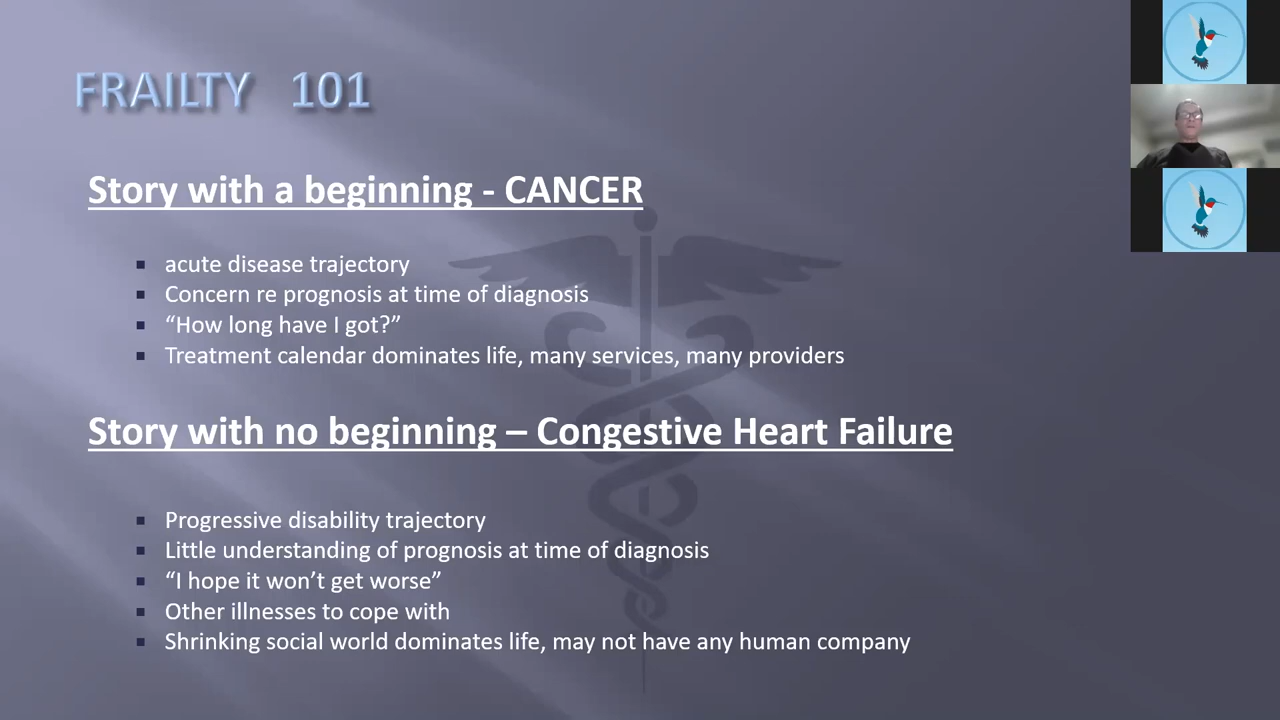 FRAILTY 101
Story with a beginning - CANCER
acute disease trajectory
Concern re prognosis at time of diagnosis
“How long have I got?”
Treatment calendar dominates life, many services, many providers
Story with no beginning – Congestive Heart Failure
Progressive disability trajectory
Little understanding of prognosis at time of diagnosis
“I hope it won’t get worse”
Other illnesses to cope with
Shrinking social world dominates life, may not have any human company